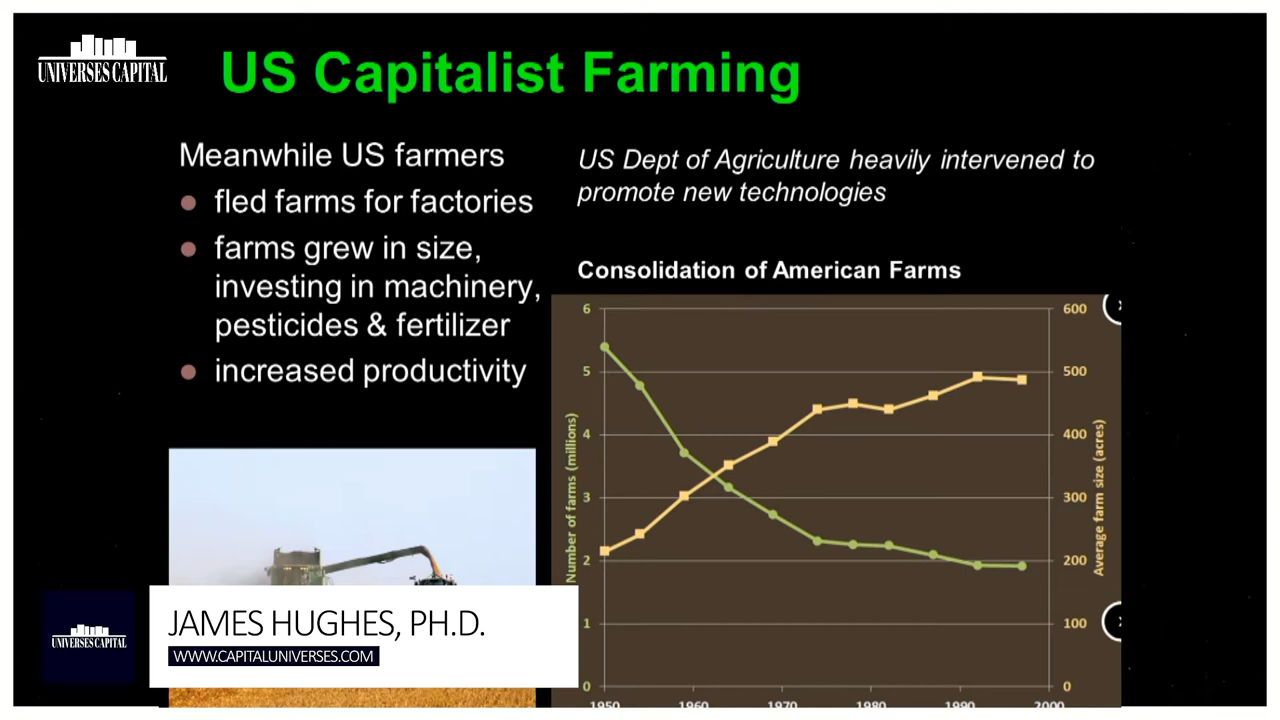 UNIVERSES CAPITAL
US Capitalist Farming
Meanwhile US farmers
fled farms for factories
farms grew in size,
investing in machinery,
pesticides & fertilizer
increased productivity
US Dept of Agriculture heavily intervened to
promote new technologies
Consolidation of American Farms
6
5
4
3
2
1
0
Number of farms (millions)
600
500
400
300
200
100
0
Average farm size (acres)
1950 1960 1970 1980 1990 2000
UNIVERSES CAPITAL
JAMES HUGHES, PH.D.
WWW.CAPITALUNIVERSES.COM